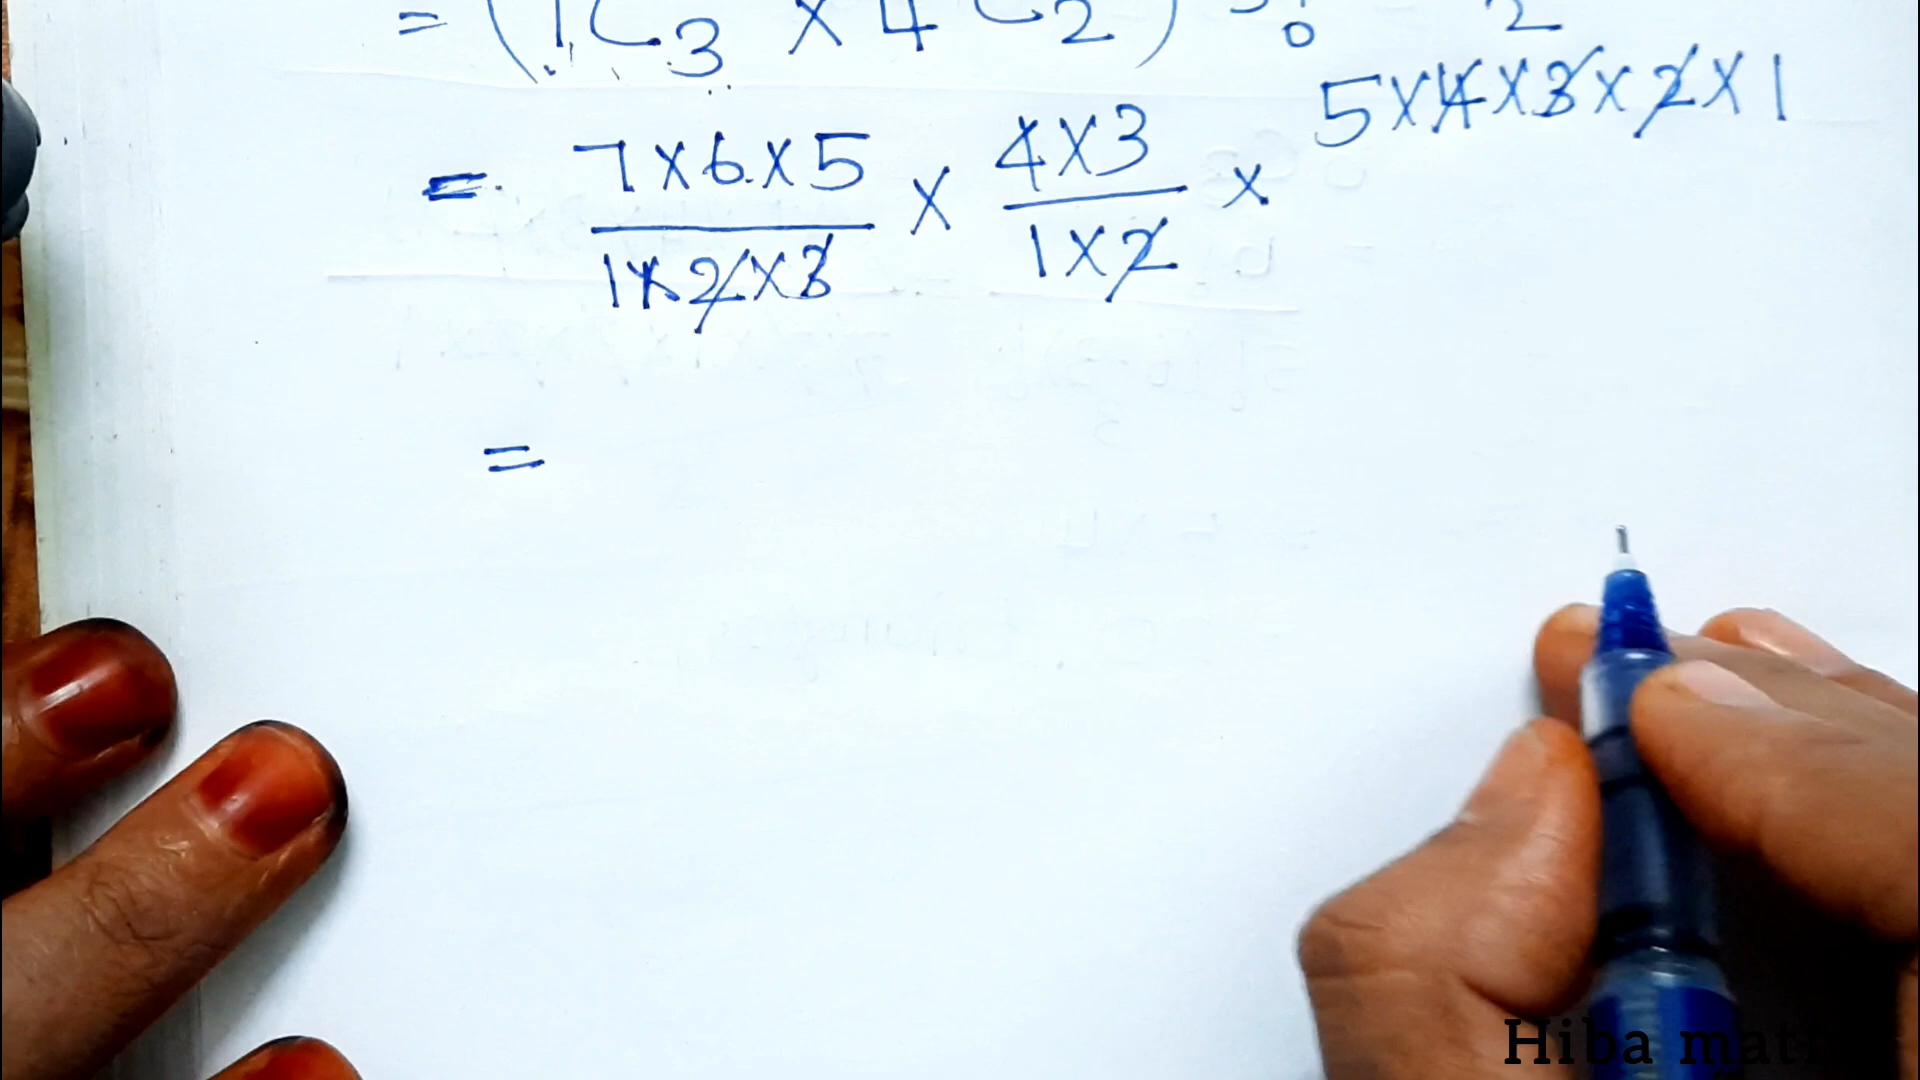 = (7C3 × 4C2) 5!
5×4×3×2×1
= 7×6×5 × 4×3 ×
1×2×3 1×2
=
Hiba mat